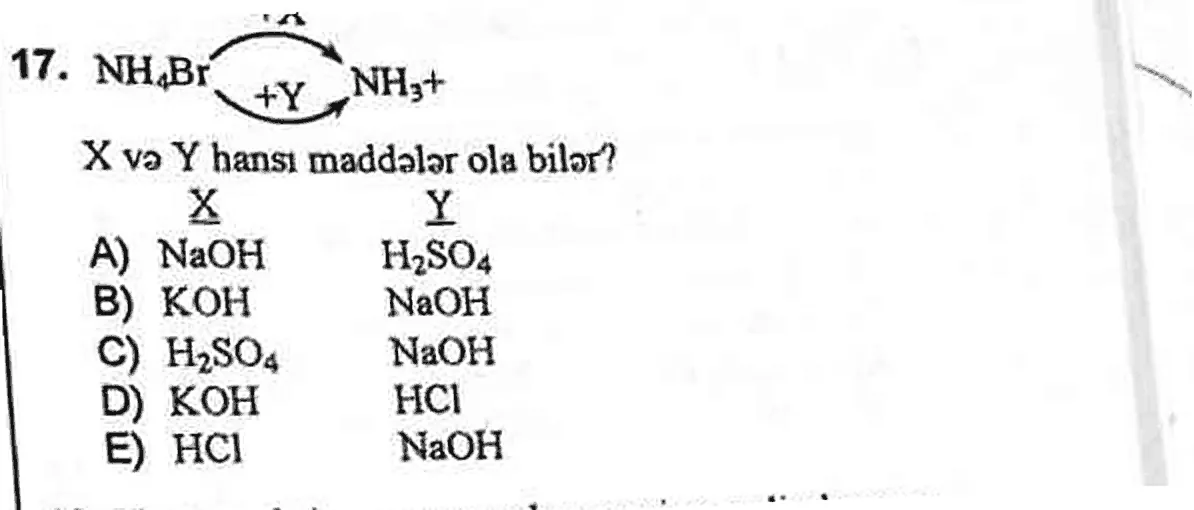 17. NH₄Br +Y NH₃+
X və Y hansı maddələr ola bilər?
X Y
A) NaOH H₂SO₄
B) KOH NaOH
C) H₂SO₄ NaOH
D) KOH HCl
E) HCl NaOH